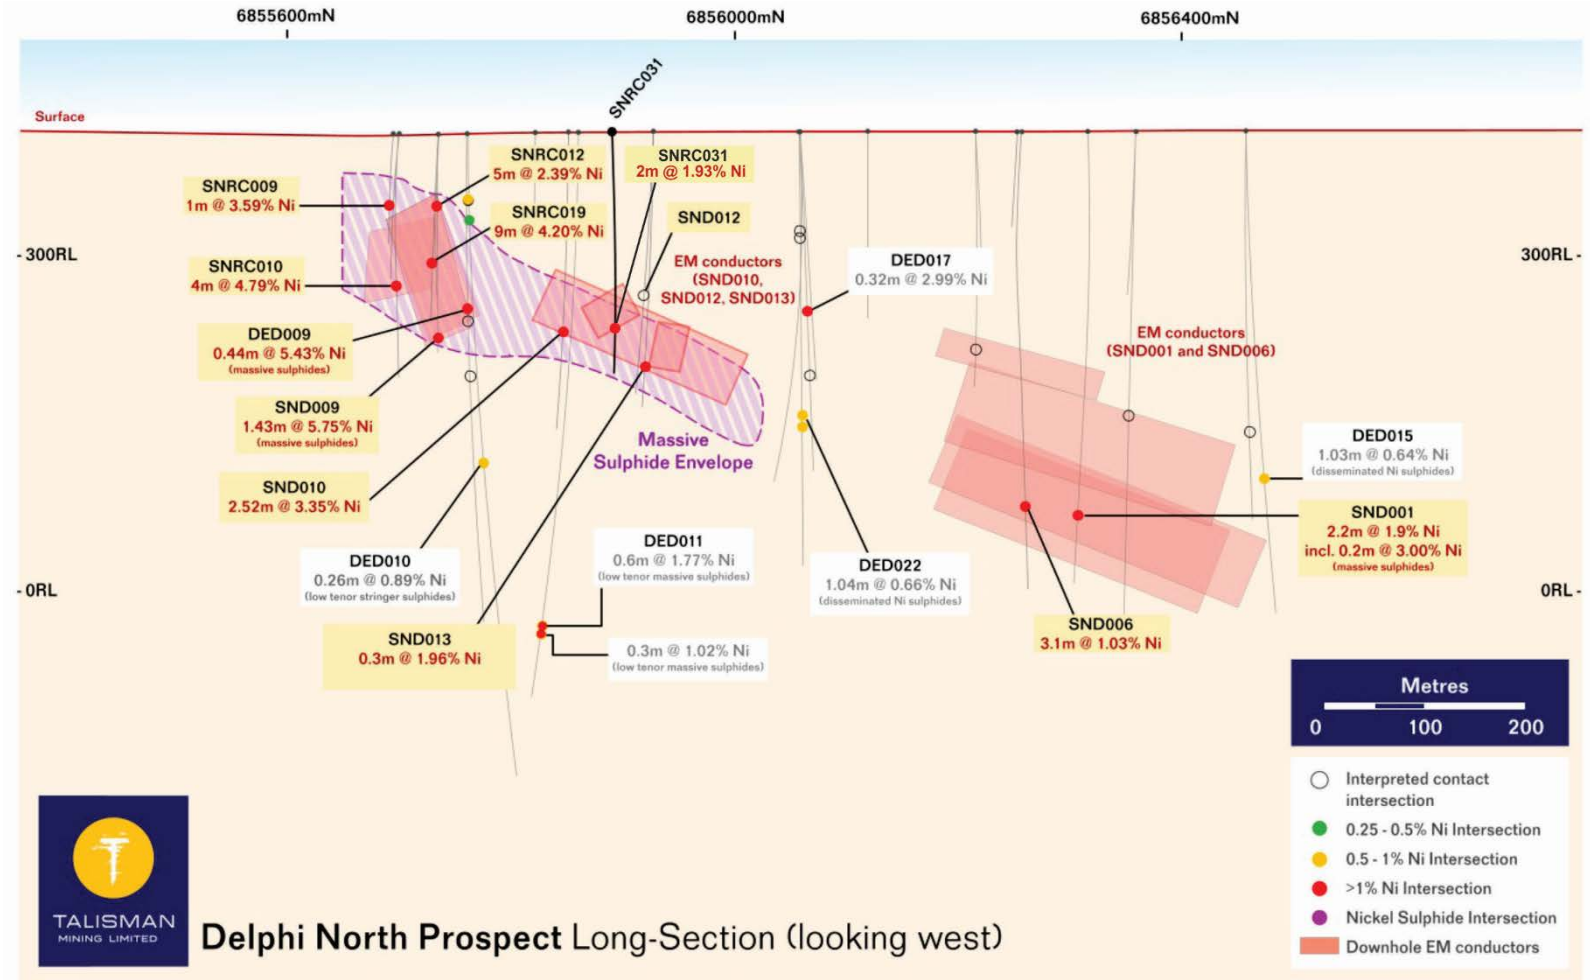 6855600mN
6856000mN
6856400mN
Surface
SNRC031
SNRC012
5m @ 2.39% Ni
SNRC031
2m @ 1.93% Ni
SNRC009
1m @ 3.59% Ni
SNRC019
9m @ 4.20% Ni
SND012
- 300RL
300RL -
SNRC010
4m @ 4.79% Ni
EM conductors
(SND010,
SND012, SND013)
DED017
0.32m @ 2.99% Ni
DED009
0.44m @ 5.43% Ni
(massive sulphides)
EM conductors
(SND001 and SND006)
SND009
1.43m @ 5.75% Ni
(massive sulphides)
Massive
Sulphide Envelope
DED015
1.03m @ 0.64% Ni
(disseminated Ni sulphides)
SND010
2.52m @ 3.35% Ni
SND001
2.2m @ 1.9% Ni
incl. 0.2m @ 3.00% Ni
(massive sulphides)
DED010
0.26m @ 0.89% Ni
(low tenor stringer sulphides)
DED011
0.6m @ 1.77% Ni
(low tenor massive sulphides)
DED022
1.04m @ 0.66% Ni
(disseminated Ni sulphides)
- 0RL
0RL -
SND013
0.3m @ 1.96% Ni
0.3m @ 1.02% Ni
(low tenor massive sulphides)
SND006
3.1m @ 1.03% Ni
Metres
0 100 200
Interpreted contact
intersection
0.25 - 0.5% Ni Intersection
0.5 - 1% Ni Intersection
>1% Ni Intersection
Nickel Sulphide Intersection
Downhole EM conductors
TALISMAN
MINING LIMITED
Delphi North Prospect Long-Section (looking west)